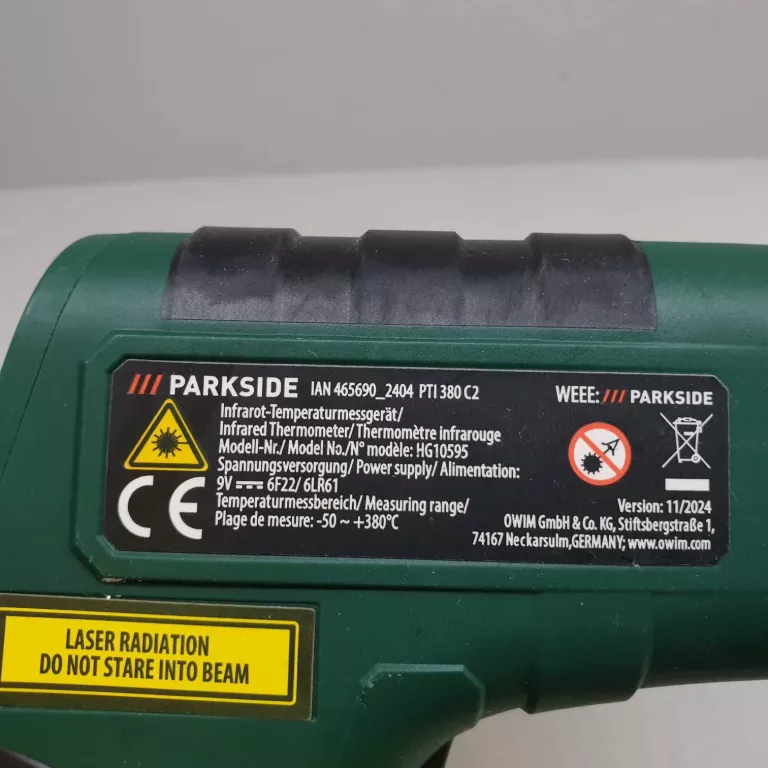 /// PARKSIDE IAN 465690_2404 PTI 380 C2
Infrarot-Temperaturmessgerät/
Infrared Thermometer/ Thermomètre infrarouge
Modell-Nr./ Model No./N° modèle: HG10595
Spannungsversorgung/ Power supply/ Alimentation:
9V 6F22/ 6LR61
Temperaturmessbereich/ Measuring range/
Plage de mesure: -50 ~ +380°C
CE
WEEE: /// PARKSIDE
Version: 11/2024
OWIM GmbH & Co. KG, Stiftsbergstraße 1,
74167 Neckarsulm,GERMANY; www.owim.com
LASER RADIATION
DO NOT STARE INTO BEAM